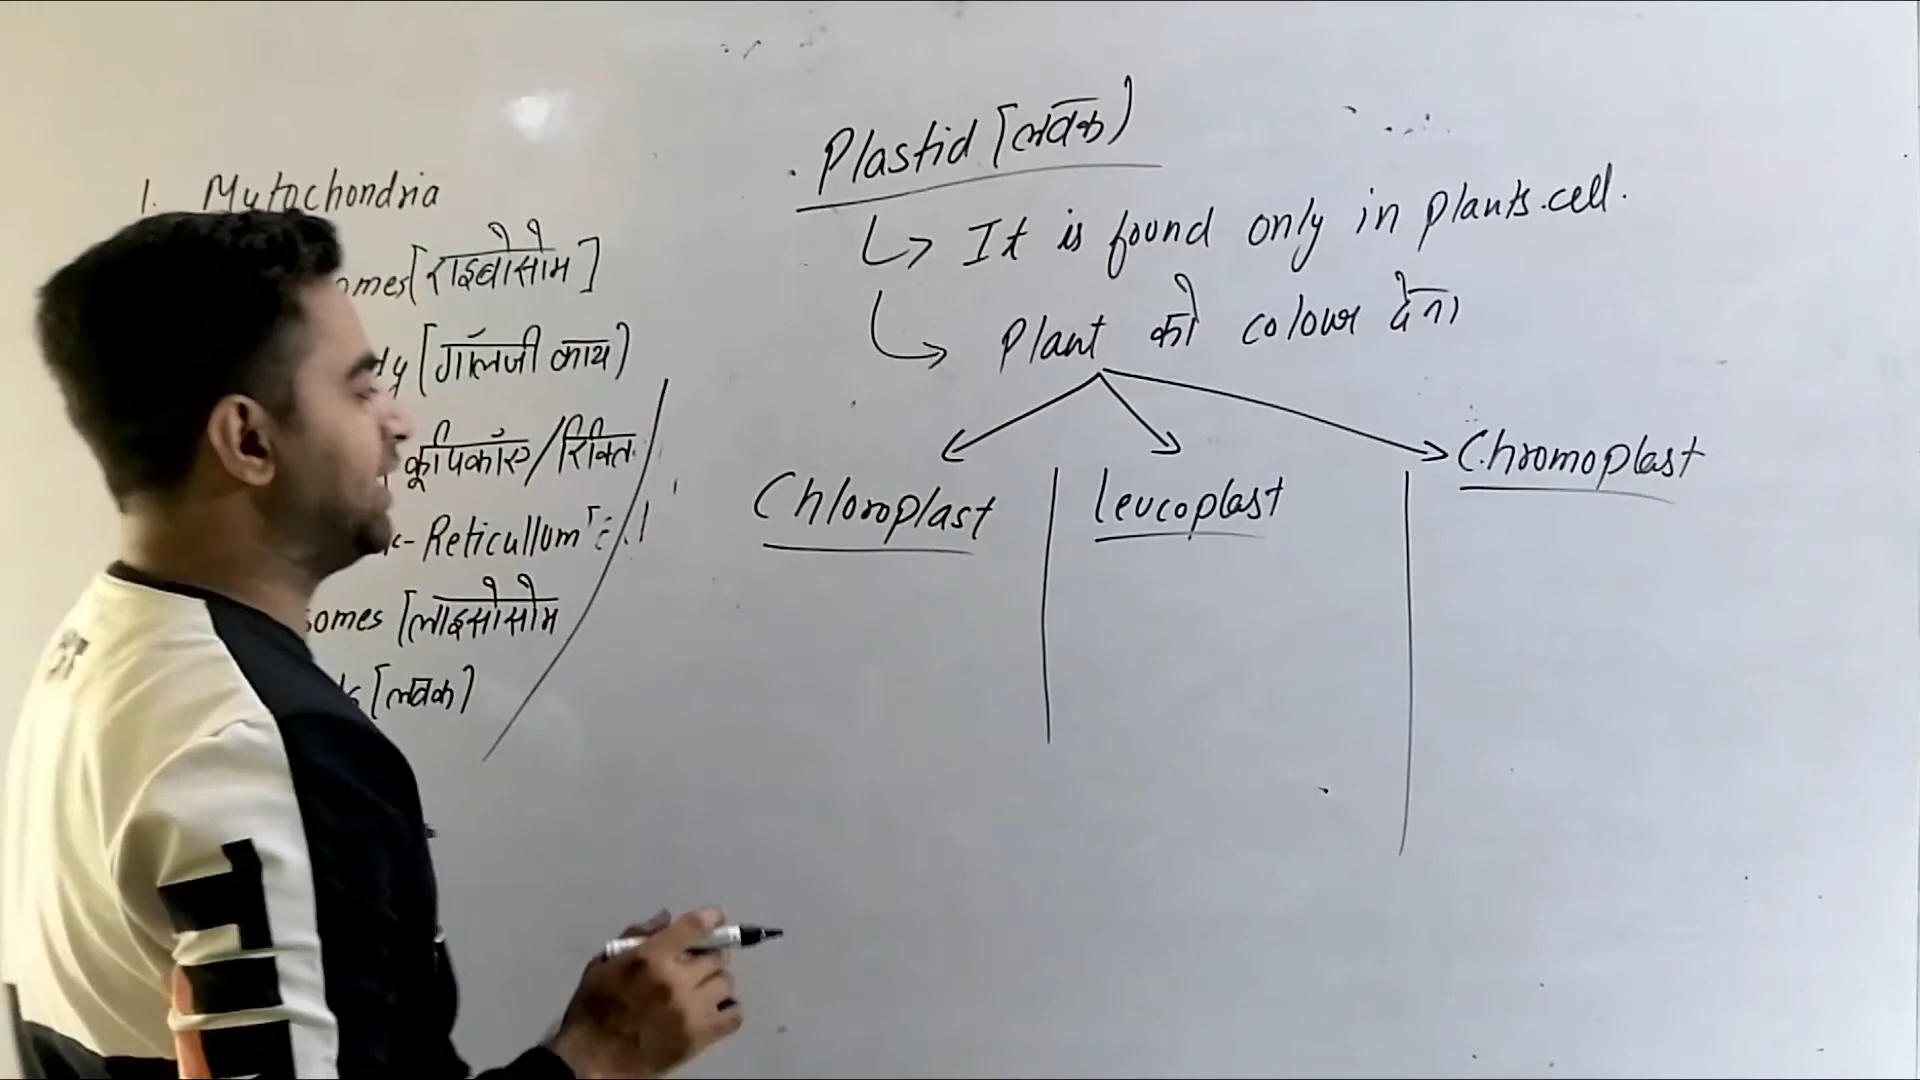 1. Mytochondria
omes [राइबोसोम]
dy [गॉलजी काय)
/रिक्ति
-Reticullum
somes [लाइसोसोम
[लवक)
Plastid [लवक)
↳ It is found only in plants cell.
↳ Plant को colour देना
Chloroplast
Leucoplast
Chromoplast